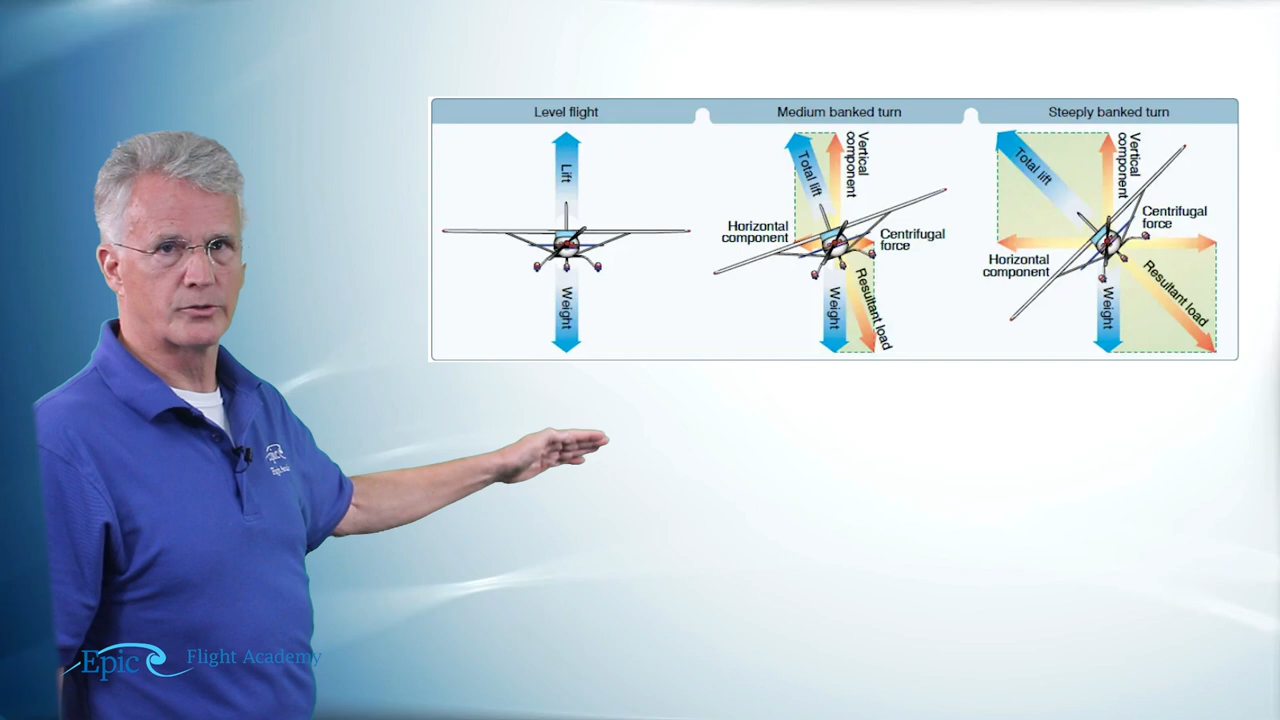 Level flight
Lift
Weight
Medium banked turn
Total lift
Vertical
component
Horizontal
component
Centrifugal
force
Weight
Resultant load
Steeply banked turn
Total lift
Vertical
component
Centrifugal
force
Horizontal
component
Weight
Resultant load
Epic
Epic Flight Academy